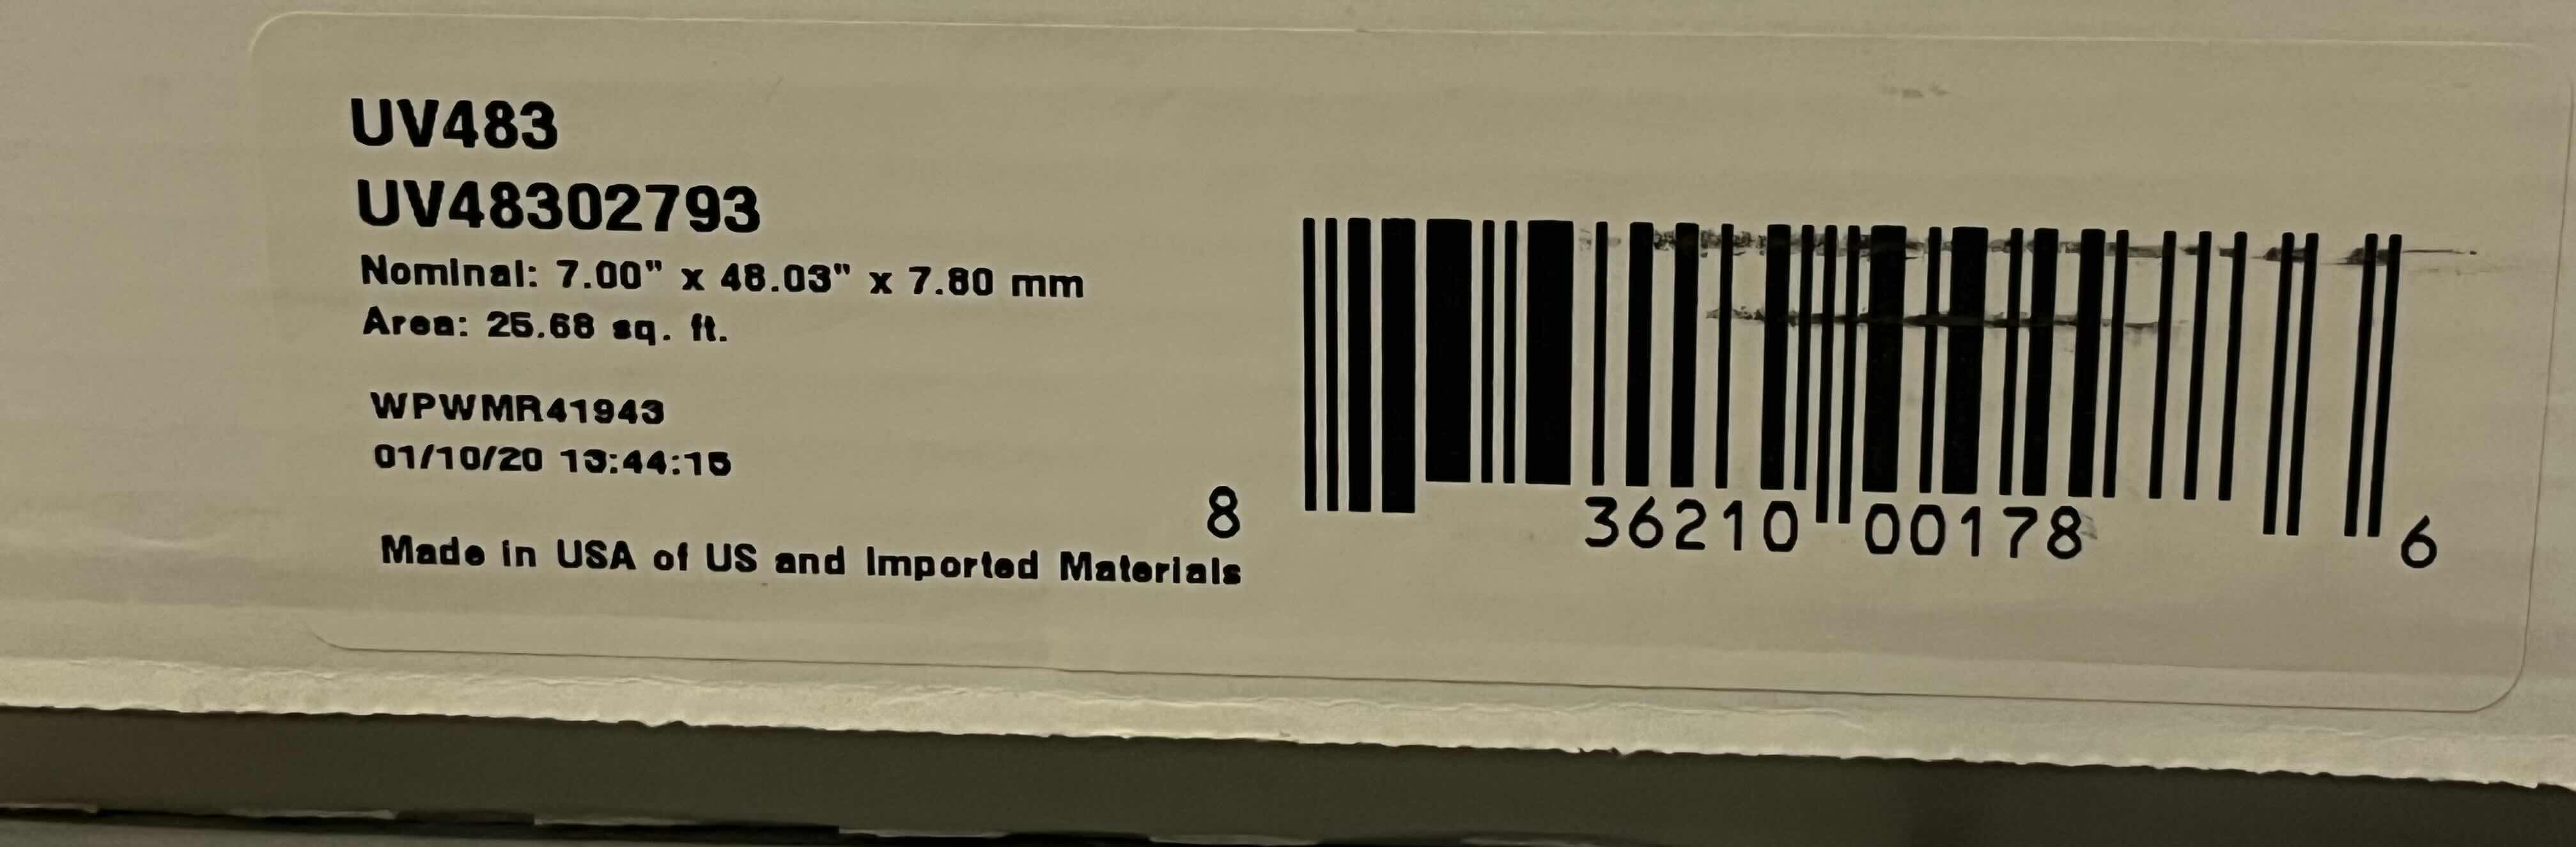 UV483
UV48302793
Nominal: 7.00" x 48.03" x 7.80 mm
Area: 25.68 sq. ft.
WPWMR41943
01/10/20 13:44:15
Made in USA of US and Imported Materials
8 36210 00178 6